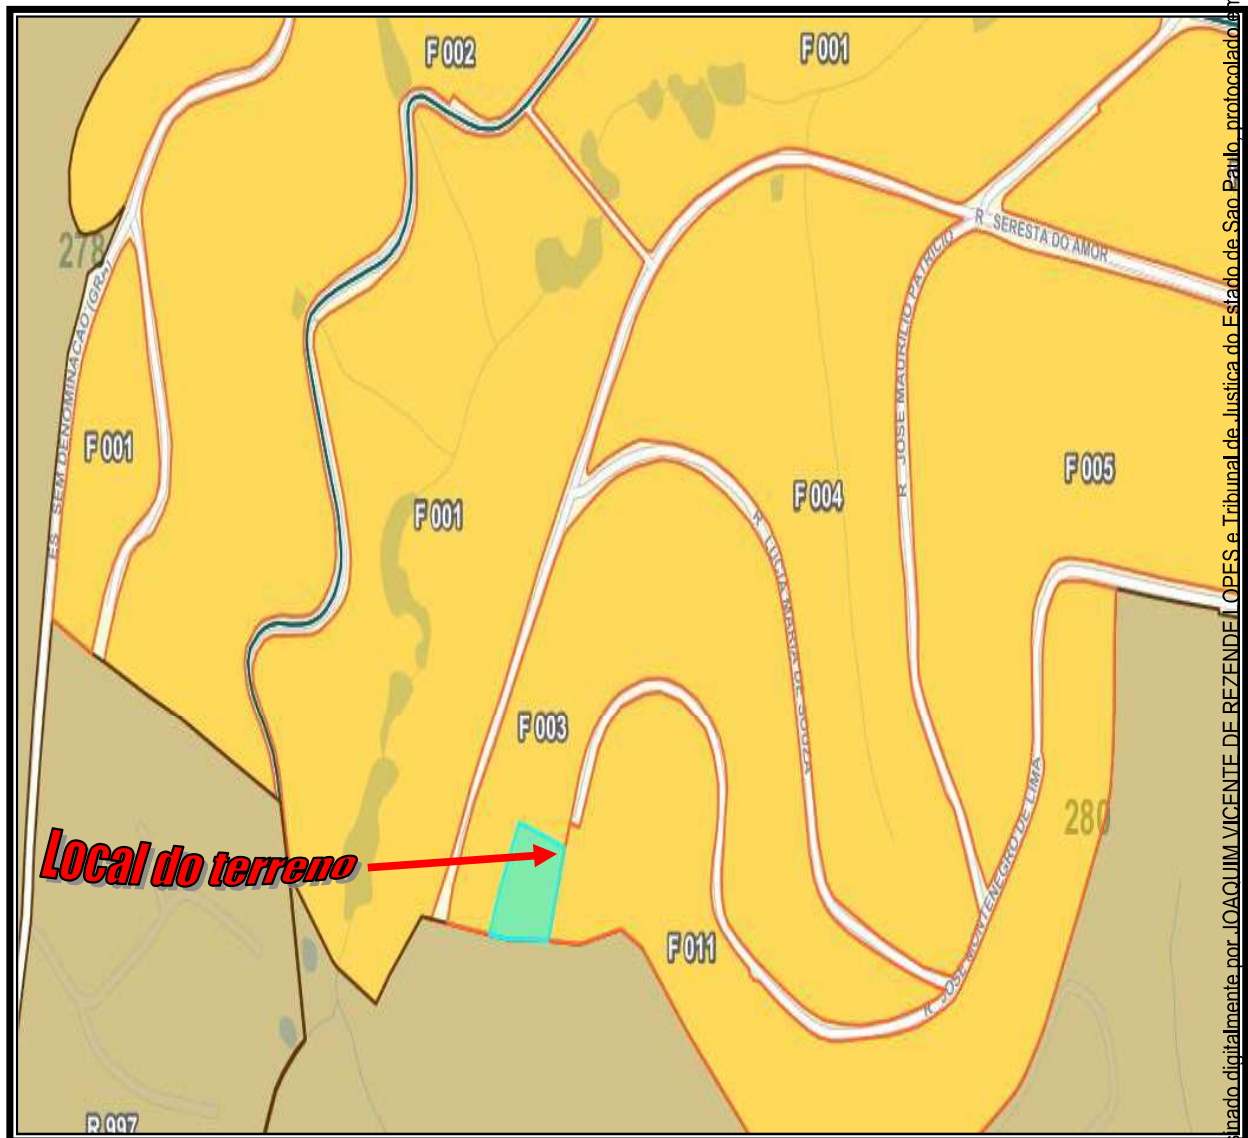 F 002
F 001
R SERESTA DO AMOR
278
ES SEM DENOMINACAO (GRA)
R JOSE MAURILIO PATRICIO
F 001
F 001
F 004
F 005
R LUCIA MARIA DE SOUZA
F 003
R JOSE MONTENEGRO DE LIMA
280
Local do terreno
F 011
R 997
sinado digitalmente por JOAQUIM VICENTE DE REZENDE LOPES e Tribunal de Justica do Estado de Sao Paulo, protocolado em